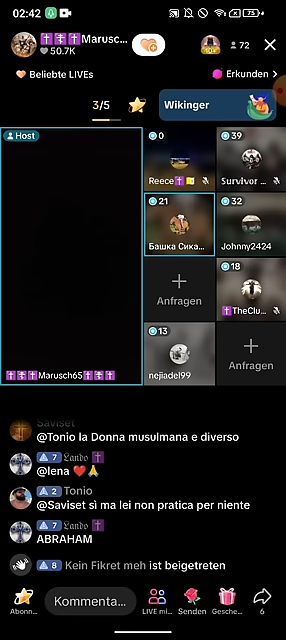 02:42
75
✝️✝️✝️Marusc...
50.7K
72
Beliebte LIVEs
Erkunden
3/5
Wikinger
Host
0
Reece✝️
39
Survivor ...
21
Башка Сика...
32
Johnny2424
Anfragen
18
✝️TheClu...
13
nejiadel99
Anfragen
✝️✝️✝️Marusch65✝️✝️✝️
Saviset
@Tonio la Donna musulmana e diverso
7 Lando ✝️
@lena ❤️🙏
2 Tonio
@Saviset sì ma lei non pratica per niente
7 Lando ✝️
ABRAHAM
8 Kein Fikret meh ist beigetreten
Abonn...
Kommenta...
LIVE mi...
Senden
Gesche...
6